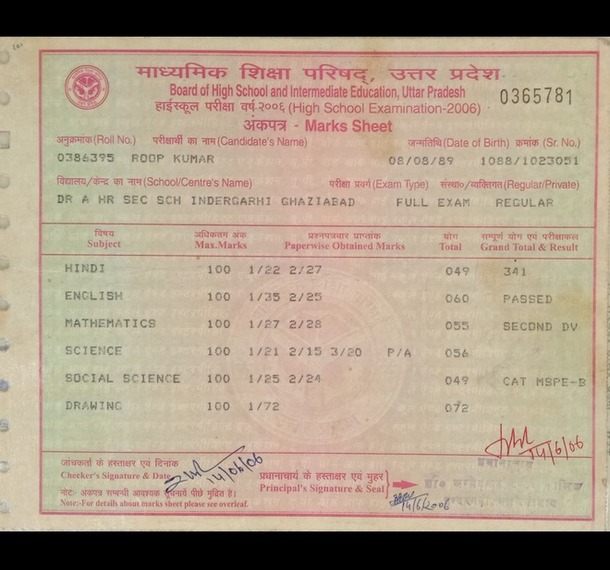 माध्यमिक शिक्षा परिषद्, उत्तर प्रदेश
Board of High School and Intermediate Education, Uttar Pradesh
0365781
हाईस्कूल परीक्षा वर्ष-२००६ (High School Examination-2006)
अंकपत्र - Marks Sheet
अनुक्रमांक(Roll No.) परीक्षार्थी का नाम (Candidate's Name) जन्मतिथि(Date of Birth) क्रमांक (Sr. No.)
0386395 ROOP KUMAR 08/08/89 1088/1023051
विद्यालय/केन्द्र का नाम (School/Centre's Name) परीक्षा प्रवर्ग (Exam Type) संस्था०/व्यक्तिगत (Regular/Private)
DR A HR SEC SCH INDERGARHI GHAZIABAD FULL EXAM REGULAR
विषय अधिकतम अंक प्रश्नपत्रवार प्राप्तांक योग सम्पूर्ण योग एवं परीक्षाफल
Subject Max.Marks Paperwise Obtained Marks Total Grand Total & Result
HINDI 100 1/22 2/27 049 341
ENGLISH 100 1/35 2/25 060 PASSED
MATHEMATICS 100 1/27 2/28 055 SECOND DV
SCIENCE 100 1/21 2/15 3/20 P/A 056
SOCIAL SCIENCE 100 1/25 2/24 049 CAT MSPE-B
DRAWING 100 1/72 072
14/6/06
जांचकर्ता के हस्ताक्षर एवं दिनांक
Checker's Signature & Date 14/06/06
प्रधानाचार्य के हस्ताक्षर एवं मुहर
Principal's Signature & Seal
14/6/2006
नोट: अंकपत्र सम्बन्धी आवश्यक सूचनायें पीछे मुद्रित है।
Note:-For details about marks sheet please see overleaf.